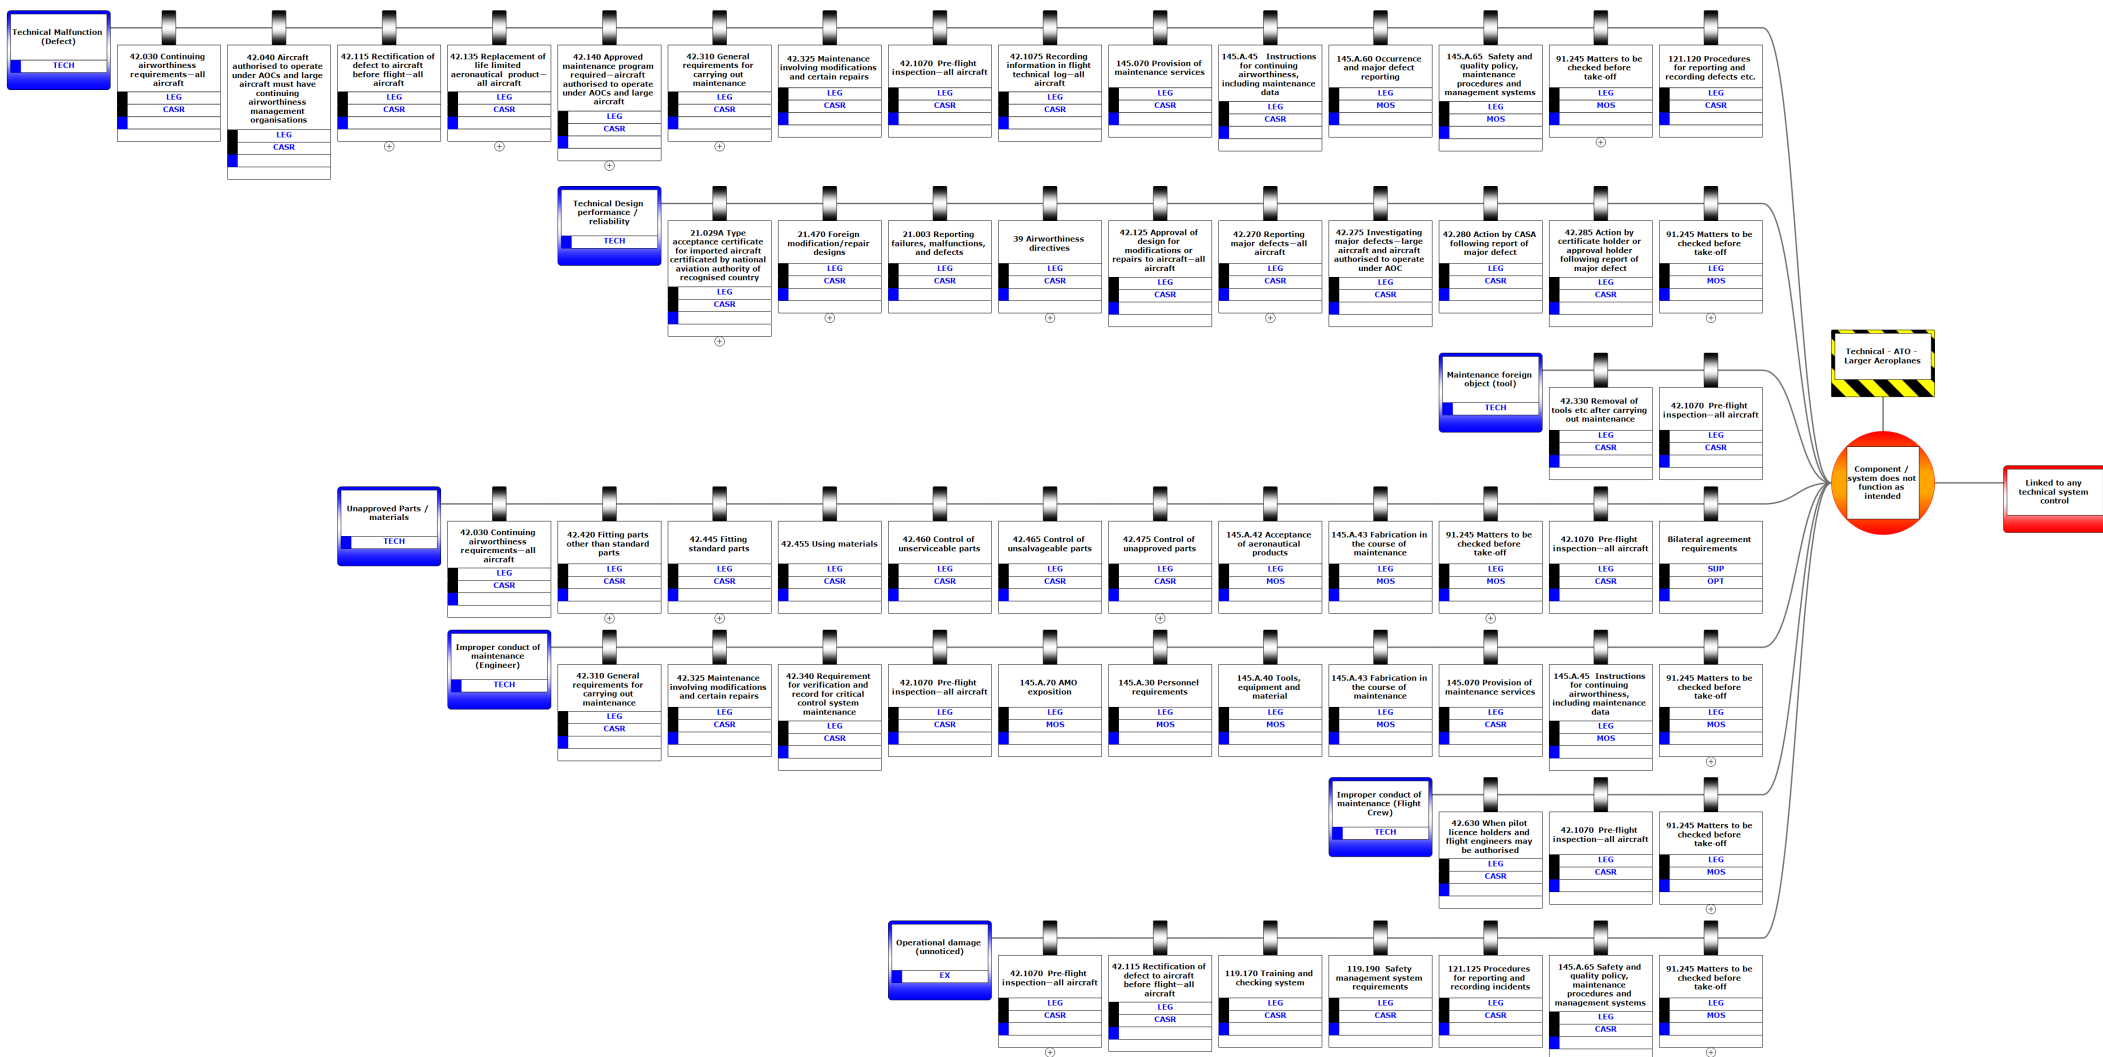 Technical Malfunction
(Defect)
TECH
42.030 Continuing
airworthiness
requirements—all
aircraft
LEG
CASR
42.040 Aircraft
authorised to operate
under AOCs and large
aircraft must have
continuing
airworthiness
management
organisations
LEG
CASR
42.115 Rectification of
defect to aircraft
before flight—all
aircraft
LEG
CASR
42.135 Replacement of
life limited
aeronautical product—
all aircraft
LEG
CASR
42.140 Approved
maintenance program
required—aircraft
authorised to operate
under AOCs and large
aircraft
LEG
CASR
42.310 General
requirements for
carrying out
maintenance
LEG
CASR
42.325 Maintenance
involving modifications
and certain repairs
LEG
CASR
42.1070 Pre-flight
inspection—all aircraft
LEG
CASR
42.1075 Recording
information in flight
technical log—all
aircraft
LEG
CASR
145.070 Provision of
maintenance services
LEG
CASR
145.A.45 Instructions
for continuing
airworthiness,
including maintenance
data
LEG
CASR
145.A.60 Occurrence
and major defect
reporting
LEG
MOS
145.A.65 Safety and
quality policy,
maintenance
procedures and
management systems
LEG
MOS
91.245 Matters to be
checked before
take-off
LEG
MOS
121.120 Procedures
for reporting and
recording defects etc.
LEG
CASR
Technical Design
performance /
reliability
TECH
21.029A Type
acceptance certificate
for imported aircraft
certificated by national
aviation authority of
recognised country
LEG
CASR
21.470 Foreign
modification/repair
designs
LEG
CASR
21.003 Reporting
failures, malfunctions,
and defects
LEG
CASR
39 Airworthiness
directives
LEG
CASR
42.125 Approval of
design for
modifications or
repairs to aircraft—all
aircraft
LEG
CASR
42.270 Reporting
major defects—all
aircraft
LEG
CASR
42.275 Investigating
major defects—large
aircraft and aircraft
authorised to operate
under AOC
LEG
CASR
42.280 Action by CASA
following report of
major defect
LEG
CASR
42.285 Action by
certificate holder or
approval holder
following report of
major defect
LEG
CASR
91.245 Matters to be
checked before
take-off
LEG
MOS
Technical - ATO -
Larger Aeroplanes
Maintenance foreign
object (tool)
TECH
42.330 Removal of
tools etc after carrying
out maintenance
LEG
CASR
42.1070 Pre-flight
inspection—all aircraft
LEG
CASR
Component /
system does not
function as
intended
Linked to any
technical system
control
Unapproved Parts /
materials
TECH
42.030 Continuing
airworthiness
requirements—all
aircraft
LEG
CASR
42.420 Fitting parts
other than standard
parts
LEG
CASR
42.445 Fitting
standard parts
LEG
CASR
42.455 Using materials
LEG
CASR
42.460 Control of
unserviceable parts
LEG
CASR
42.465 Control of
unsalvageable parts
LEG
CASR
42.475 Control of
unapproved parts
LEG
CASR
145.A.42 Acceptance
of aeronautical
products
LEG
MOS
145.A.43 Fabrication in
the course of
maintenance
LEG
MOS
91.245 Matters to be
checked before
take-off
LEG
MOS
42.1070 Pre-flight
inspection—all aircraft
LEG
CASR
Bilateral agreement
requirements
SUP
OPT
Improper conduct of
maintenance
(Engineer)
TECH
42.310 General
requirements for
carrying out
maintenance
LEG
CASR
42.325 Maintenance
involving modifications
and certain repairs
LEG
CASR
42.340 Requirement
for verification and
record for critical
control system
maintenance
LEG
CASR
42.1070 Pre-flight
inspection—all aircraft
LEG
CASR
145.A.70 AMO
exposition
LEG
MOS
145.A.30 Personnel
requirements
LEG
MOS
145.A.40 Tools,
equipment and
material
LEG
MOS
145.A.43 Fabrication in
the course of
maintenance
LEG
MOS
145.070 Provision of
maintenance services
LEG
CASR
145.A.45 Instructions
for continuing
airworthiness,
including maintenance
data
LEG
MOS
91.245 Matters to be
checked before
take-off
LEG
MOS
Improper conduct of
maintenance (Flight
Crew)
TECH
42.630 When pilot
licence holders and
flight engineers may
be authorised
LEG
CASR
42.1070 Pre-flight
inspection—all aircraft
LEG
CASR
91.245 Matters to be
checked before
take-off
LEG
MOS
Operational damage
(unnoticed)
EX
42.1070 Pre-flight
inspection—all aircraft
LEG
CASR
42.115 Rectification of
defect to aircraft
before flight—all
aircraft
LEG
CASR
119.170 Training and
checking system
LEG
CASR
119.190 Safety
management system
requirements
LEG
CASR
121.125 Procedures
for reporting and
recording incidents
LEG
CASR
145.A.65 Safety and
quality policy,
maintenance
procedures and
management systems
LEG
CASR
91.245 Matters to be
checked before
take-off
LEG
MOS